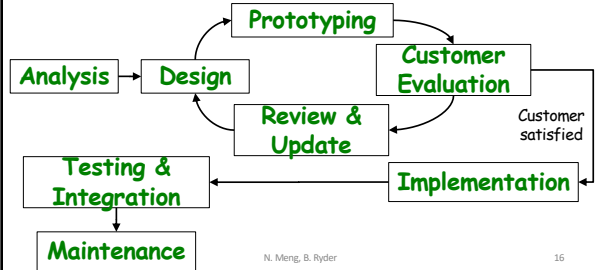 Prototyping
Analysis
Design
Customer
Evaluation
Review &
Update
Customer
satisfied
Testing &
Integration
Implementation
Maintenance
N. Meng, B. Ryder
16